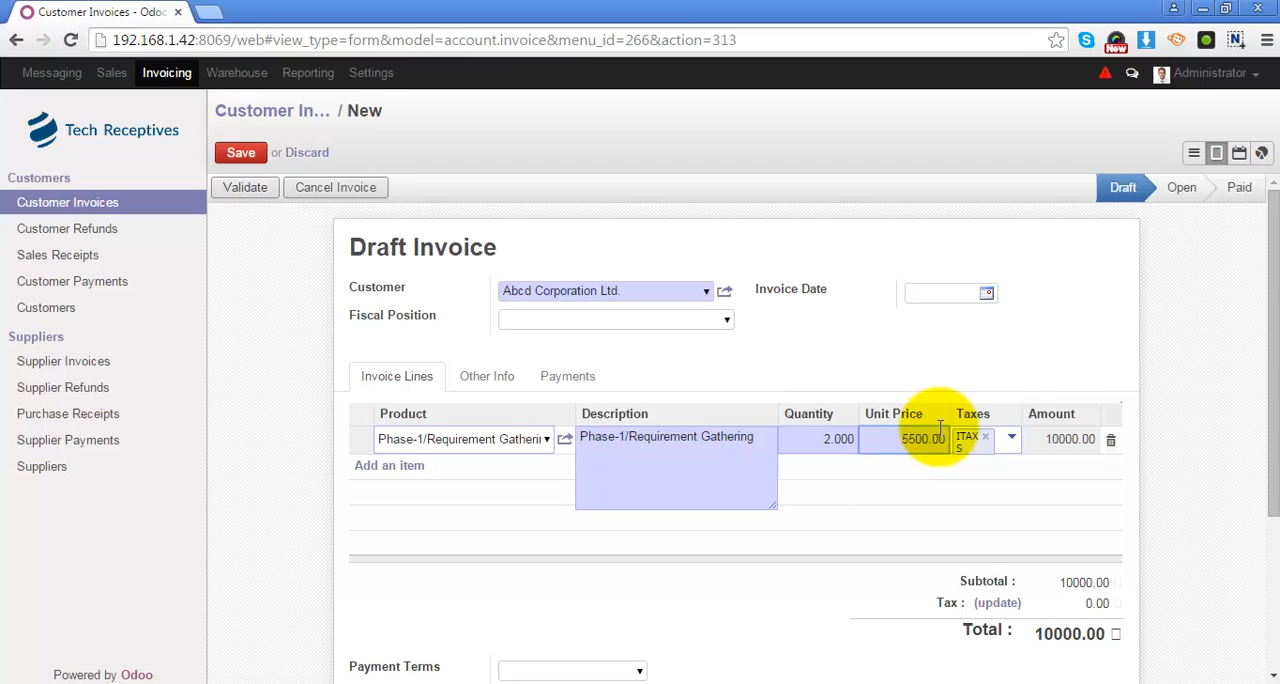 Customer Invoices - Odoo
192.168.1.42:8069/web#view_type=form&model=account.invoice&menu_id=266&action=313
New
Messaging Sales Invoicing Warehouse Reporting Settings Administrator
Tech Receptives
Customers
Customer Invoices
Customer Refunds
Sales Receipts
Customer Payments
Customers
Suppliers
Supplier Invoices
Supplier Refunds
Purchase Receipts
Supplier Payments
Suppliers
Powered by Odoo
Customer In... / New
Save or Discard
Validate Cancel Invoice Draft Open Paid
Draft Invoice
Customer Abcd Corporation Ltd. Invoice Date
Fiscal Position
Invoice Lines Other Info Payments
Product Description Quantity Unit Price Taxes Amount
Phase-1/Requirement Gatherin Phase-1/Requirement Gathering 2.000 5500.00 ITAX × 10000.00
S
Add an item
Subtotal : 10000.00
Tax : (update) 0.00
Total : 10000.00
Payment Terms